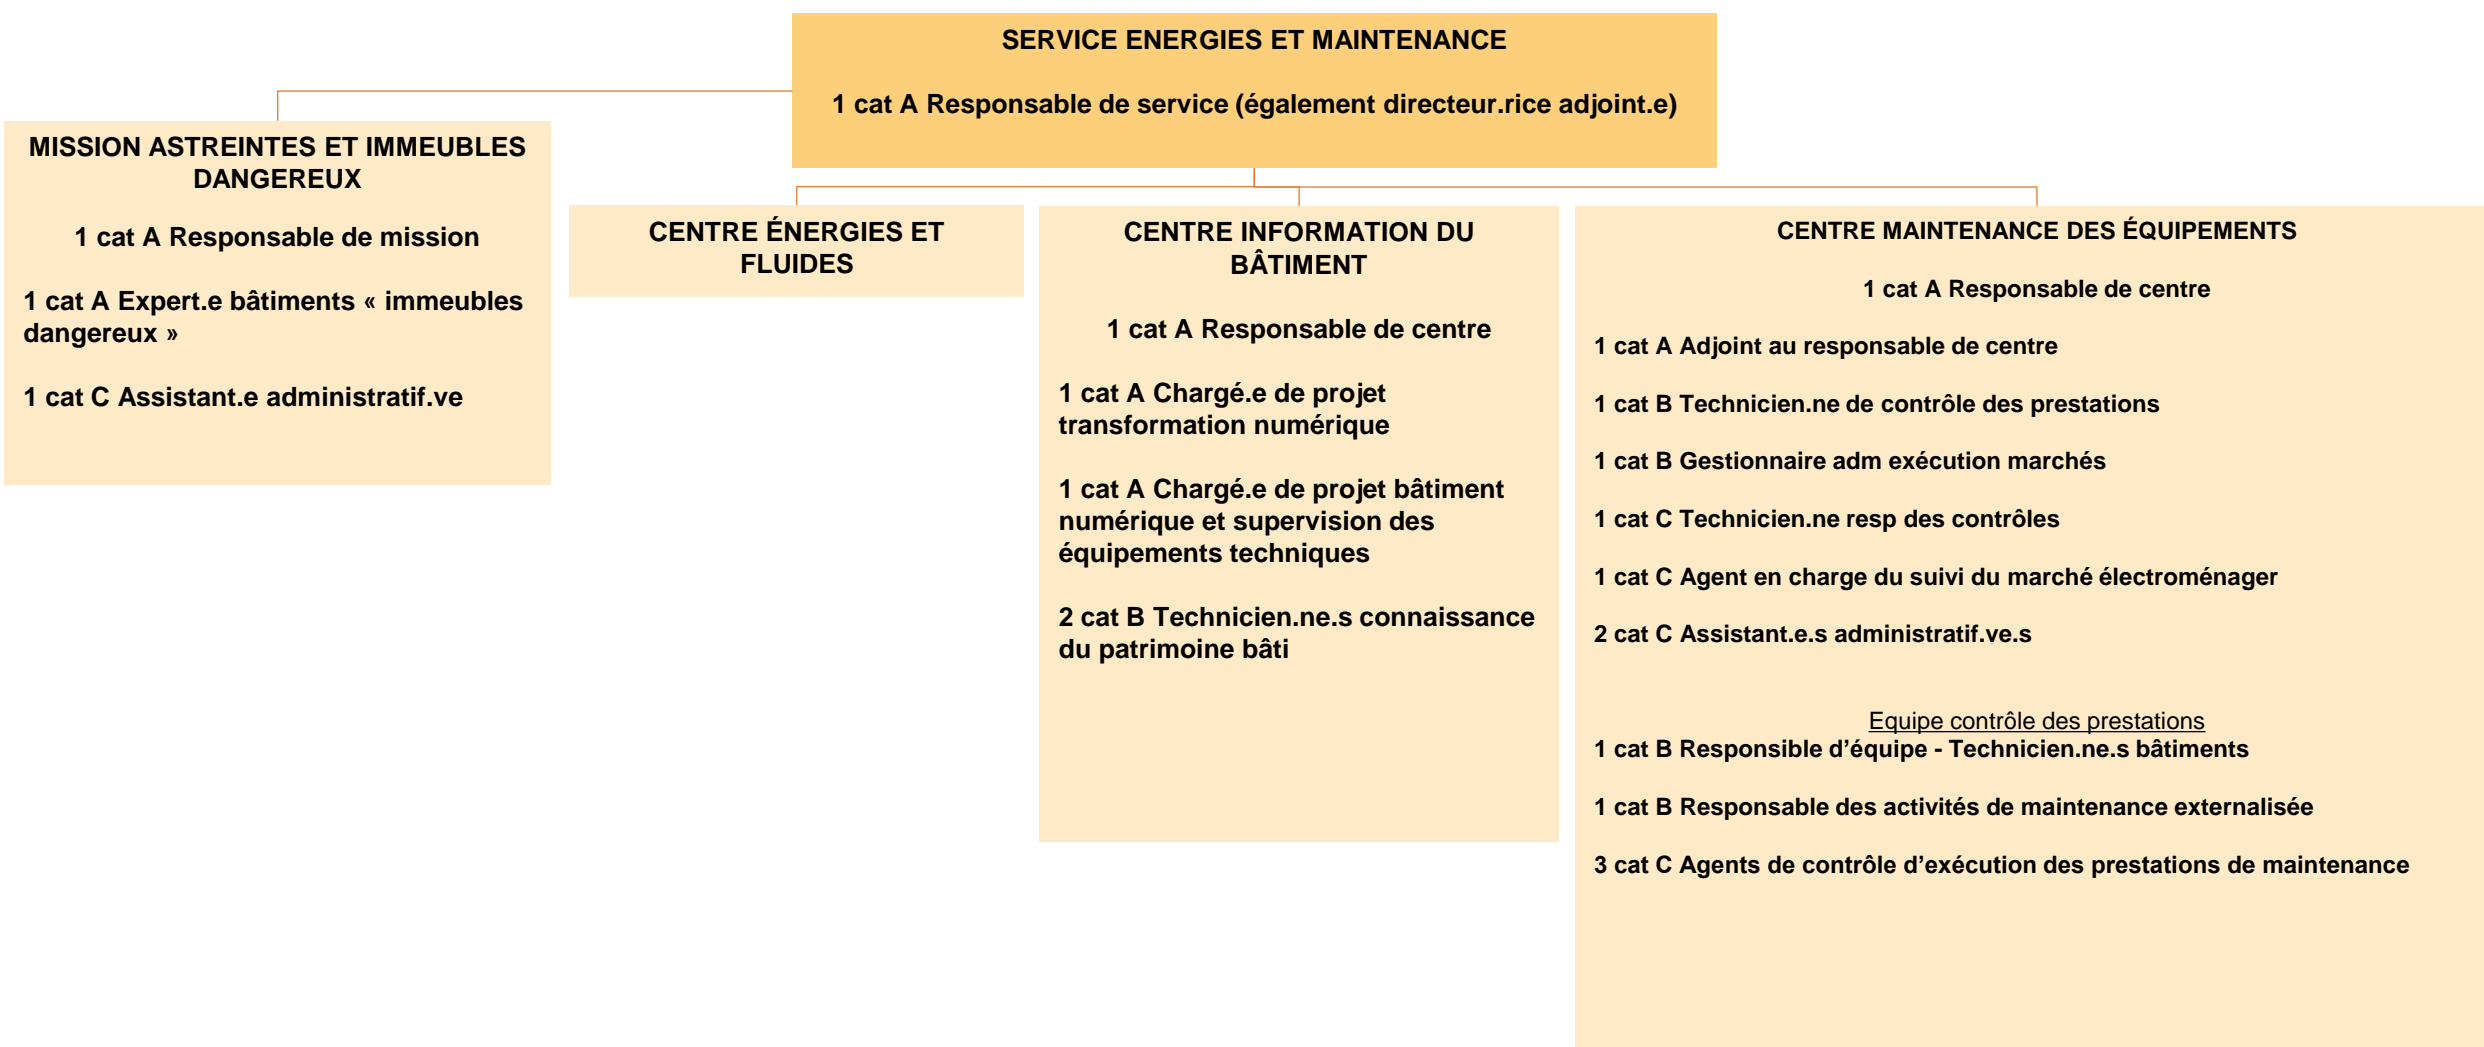 SERVICE ENERGIES ET MAINTENANCE
1 cat A Responsable de service (également directeur.rice adjoint.e)
MISSION ASTREINTES ET IMMEUBLES
DANGEREUX
1 cat A Responsable de mission
1 cat A Expert.e bâtiments « immeubles
dangereux »
1 cat C Assistant.e administratif.ve
CENTRE ÉNERGIES ET
FLUIDES
CENTRE INFORMATION DU
BÂTIMENT
1 cat A Responsable de centre
1 cat A Chargé.e de projet
transformation numérique
1 cat A Chargé.e de projet bâtiment
numérique et supervision des
équipements techniques
2 cat B Technicien.ne.s connaissance
du patrimoine bâti
CENTRE MAINTENANCE DES ÉQUIPEMENTS
1 cat A Responsable de centre
1 cat A Adjoint au responsable de centre
1 cat B Technicien.ne de contrôle des prestations
1 cat B Gestionnaire adm exécution marchés
1 cat C Technicien.ne resp des contrôles
1 cat C Agent en charge du suivi du marché électroménager
2 cat C Assistant.e.s administratif.ve.s
Equipe contrôle des prestations
1 cat B Responsible d’équipe - Technicien.ne.s bâtiments
1 cat B Responsable des activités de maintenance externalisée
3 cat C Agents de contrôle d’exécution des prestations de maintenance